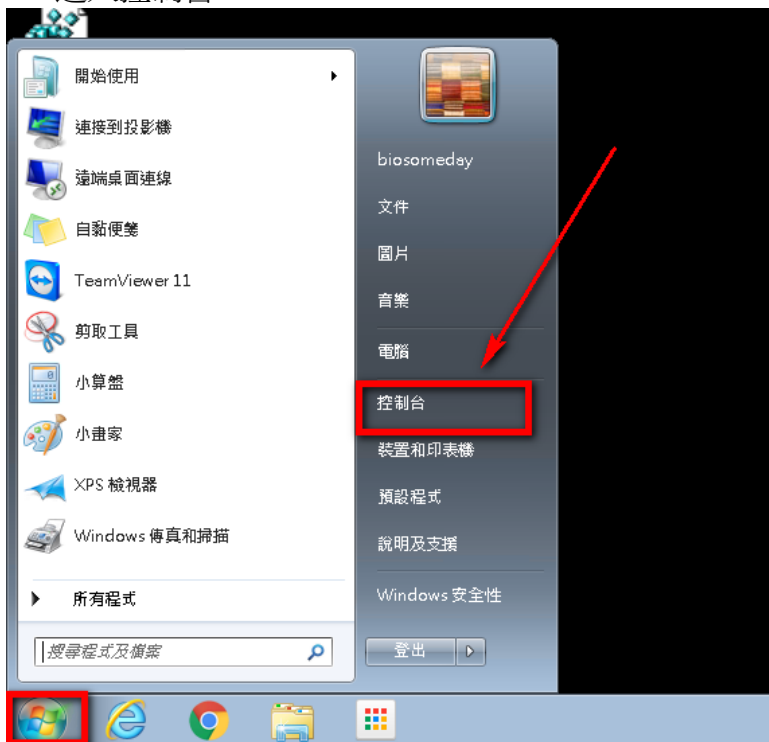 控制台
開始使用
連接到投影機
遠端桌面連線
自黏便箋
TeamViewer 11
剪取工具
小算盤
小畫家
XPS 檢視器
Windows 傳真和掃描
所有程式
搜尋程式及檔案
biosomeday
文件
圖片
音樂
電腦
控制台
裝置和印表機
預設程式
說明及支援
Windows 安全性
登出